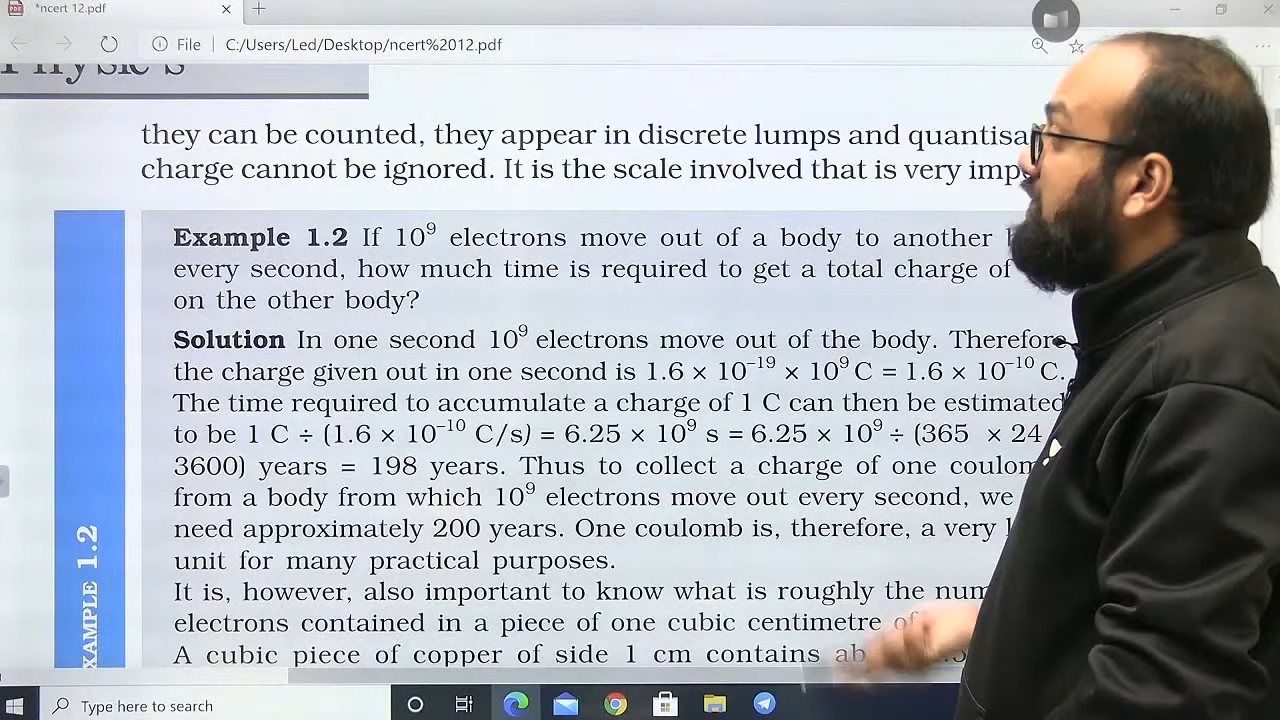 *ncert 12.pdf
File
C:/Users/Led/Desktop/ncert%2012.pdf
Physics
they can be counted, they appear in discrete lumps and
charge cannot be ignored. It is the scale involved that is very
Example 1.2 If 10⁹ electrons move out of a body to another
every second, how much time is required to get a total charge of
on the other body?
Solution In one second 10⁹ electrons move out of the body. Therefore
the charge given out in one second is 1.6 × 10⁻¹⁹ × 10⁹ C = 1.6 × 10⁻¹⁰ C.
The time required to accumulate a charge of 1 C can then be estimated
to be 1 C ÷ (1.6 × 10⁻¹⁰ C/s) = 6.25 × 10⁹ s = 6.25 × 10⁹ ÷ (365 × 24
3600) years = 198 years. Thus to collect a charge of one
from a body from which 10⁹ electrons move out every second, we
need approximately 200 years. One coulomb is, therefore, a very
unit for many practical purposes.
It is, however, also important to know what is roughly the
electrons contained in a piece of one cubic centimetre
A cubic piece of copper of side 1 cm contains
XAMPLE 1.2
Type here to search